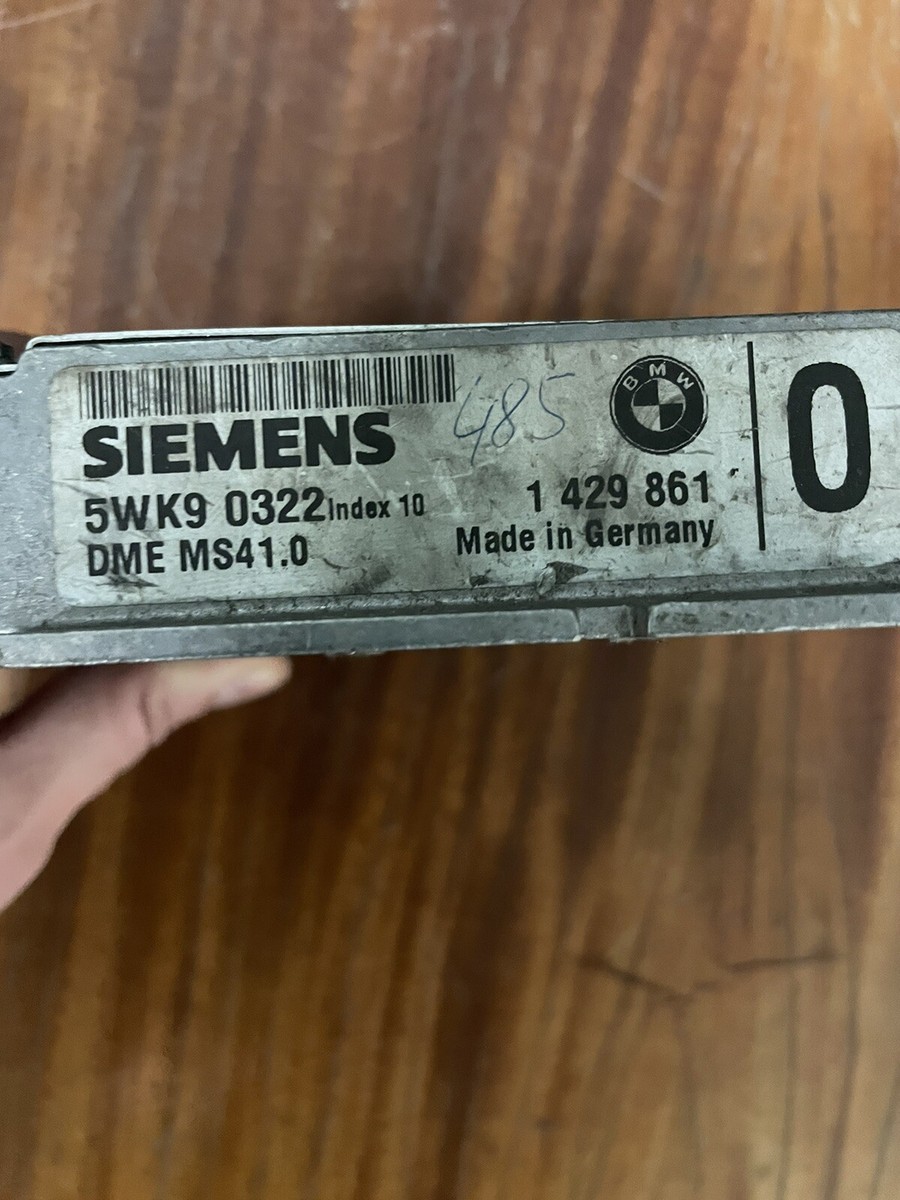 485
BMW
0
SIEMENS
5WK9 0322 Index 10
1 429 861
DME MS41.0
Made in Germany